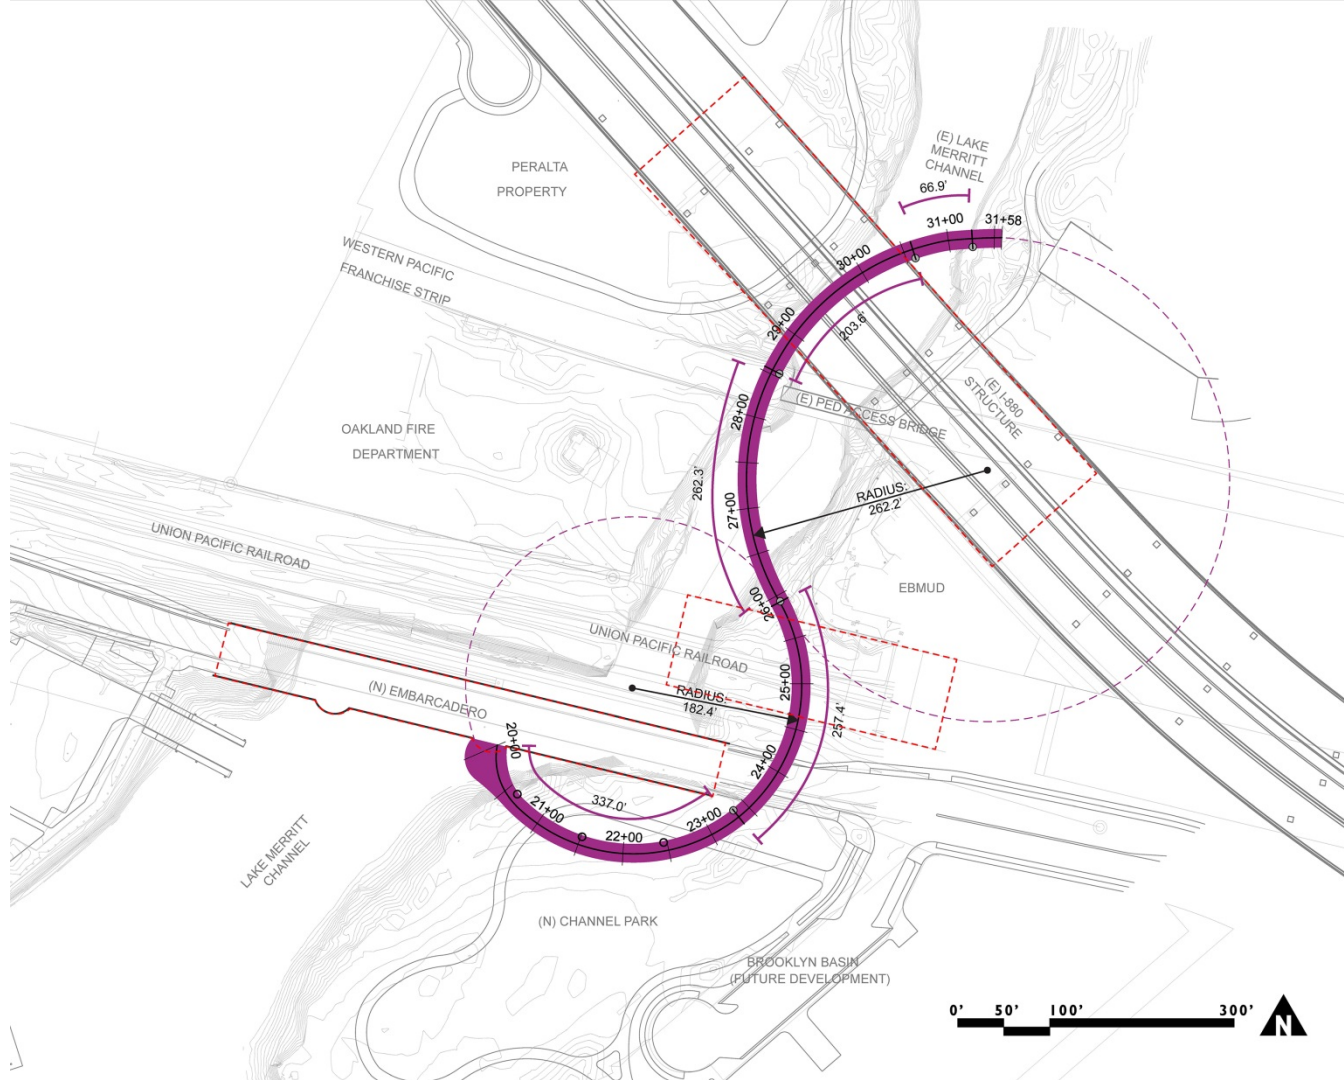 (E) LAKE
MERRITT
CHANNEL
66.9'
31+00
31+58
PERALTA
PROPERTY
30+00
WESTERN PACIFIC
FRANCHISE STRIP
29+00
203.6'
(E) I-880
STRUCTURE
(E) PED ACCESS BRIDGE
28+00
OAKLAND FIRE
DEPARTMENT
262.3'
RADIUS:
262.2'
27+00
UNION PACIFIC RAILROAD
EBMUD
26+00
UNION PACIFIC RAILROAD
25+00
(N) EMBARCADERO
RADIUS:
182.4'
257.4'
20+00
24+00
337.0'
21+00
22+00
23+00
LAKE MERRITT
CHANNEL
(N) CHANNEL PARK
BROOKLYN BASIN
(FUTURE DEVELOPMENT)
0' 50' 100' 300'
N